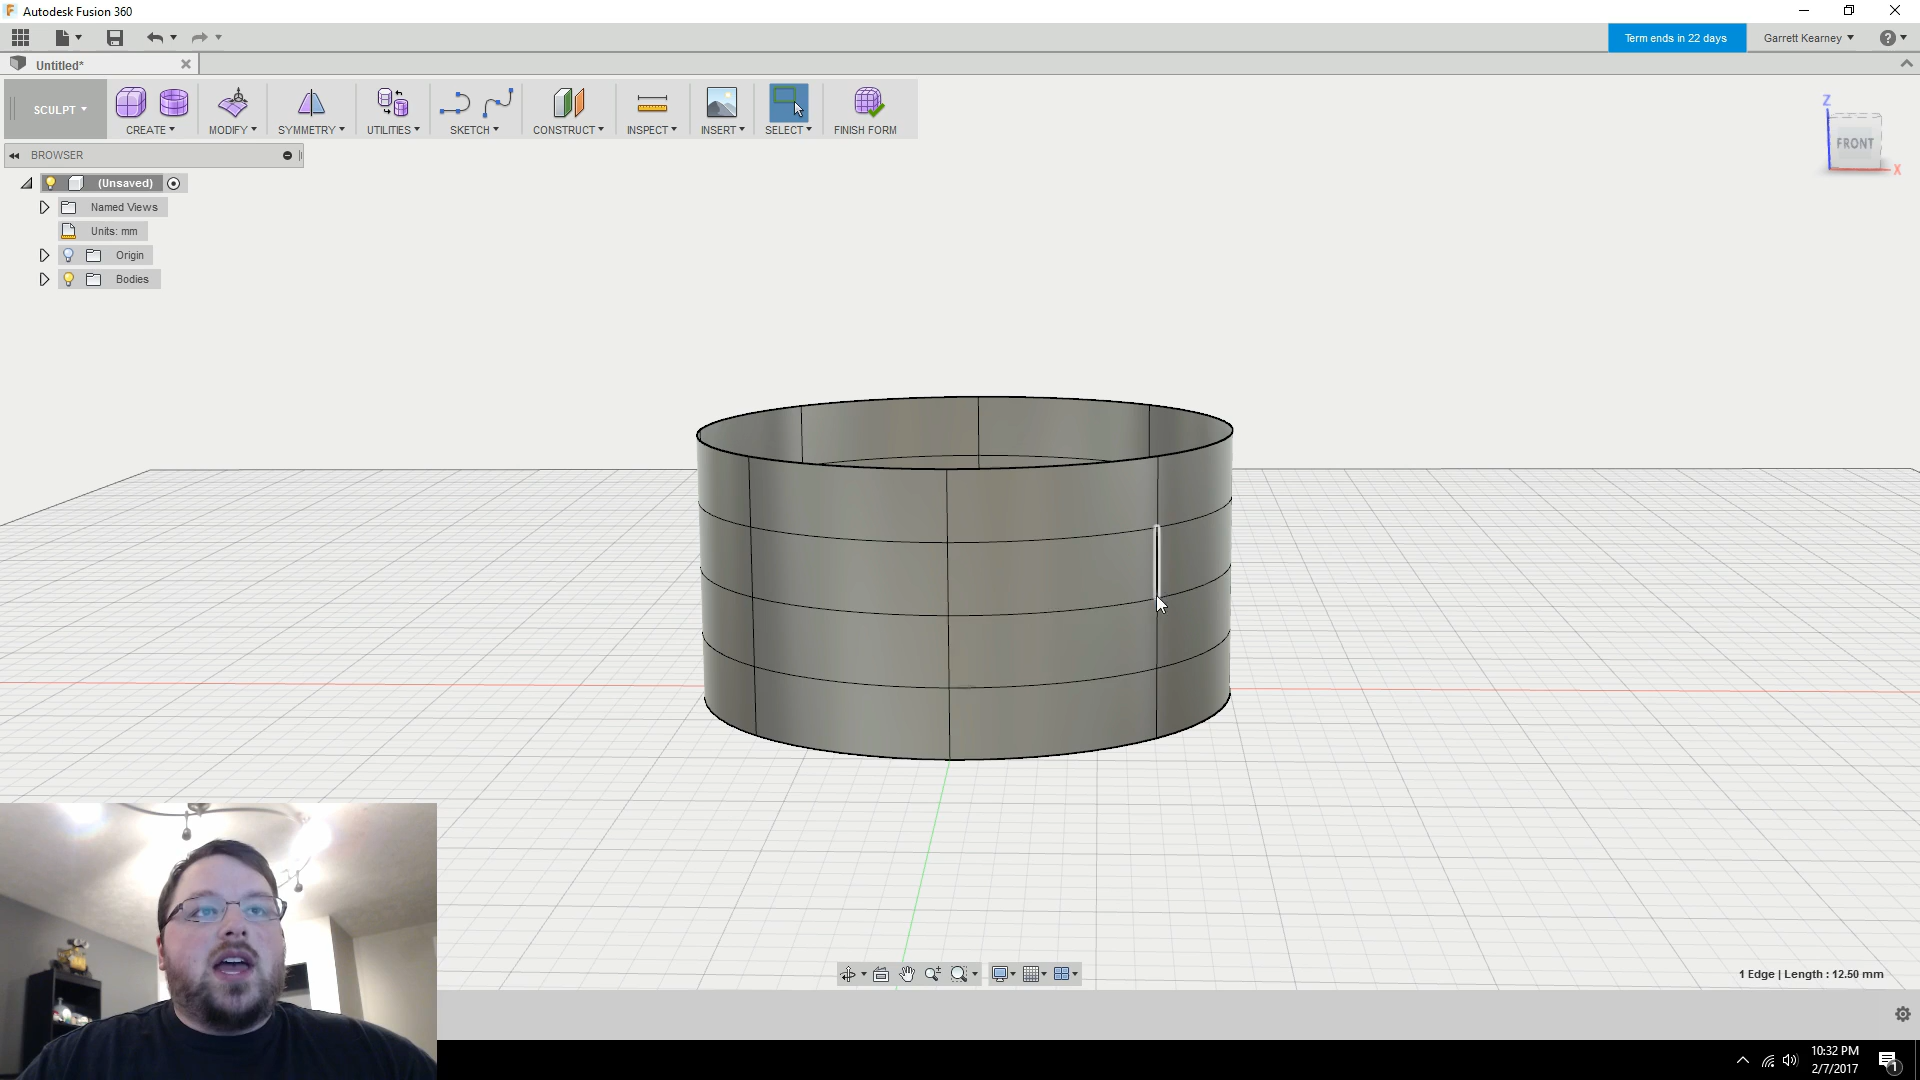 Autodesk Fusion 360
Term ends in 22 days
Garrett Kearney
Untitled*
SCULPT
CREATE
MODIFY
SYMMETRY
UTILITIES
SKETCH
CONSTRUCT
INSPECT
INSERT
SELECT
FINISH FORM
BROWSER
(Unsaved)
Named Views
Units: mm
Origin
Bodies
Z
FRONT
X
1 Edge | Length : 12.50 mm
10:32 PM
2/7/2017
1